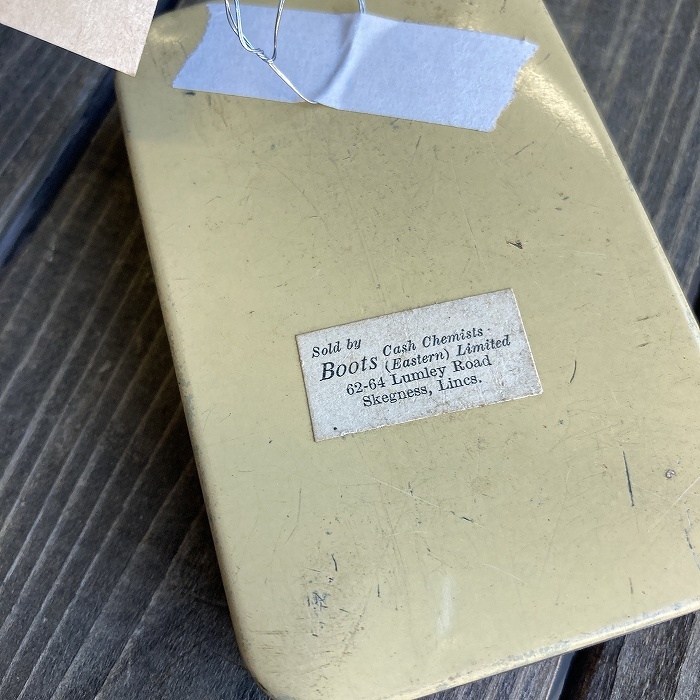 Sold by
Boots Cash Chemists
(Eastern) Limited
62-64 Lumley Road
Skegness, Lincs.